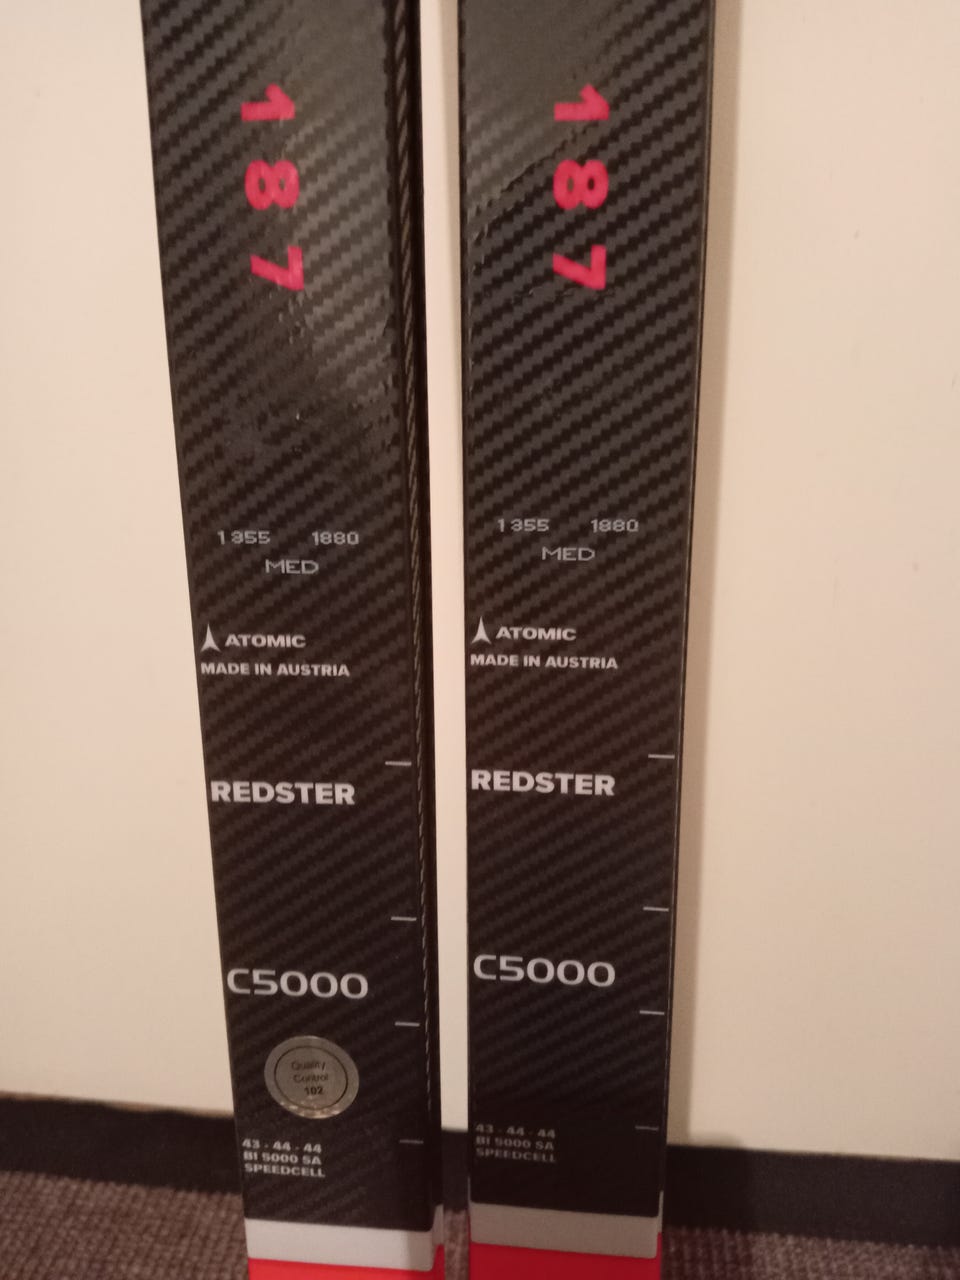 187
1355 1880
MED
ATOMIC
MADE IN AUSTRIA
REDSTER
C5000
Quality
Control
102
43 - 44 - 44
BI 5000 SA
SPEEDCELL
187
1355 1880
MED
ATOMIC
MADE IN AUSTRIA
REDSTER
C5000
43 - 44 - 44
BI 5000 SA
SPEEDCELL